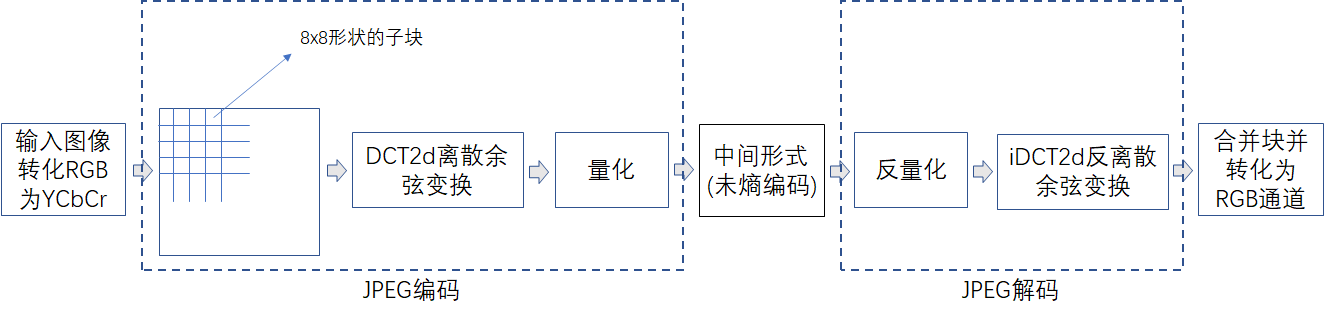 8x8形状的子块
输入图像
转化RGB
为YCbCr
DCT2d离散余
弦变换
量化
中间形式
(未熵编码)
反量化
iDCT2d反离散
余弦变换
合并块并
转化为
RGB通道
JPEG编码
JPEG解码